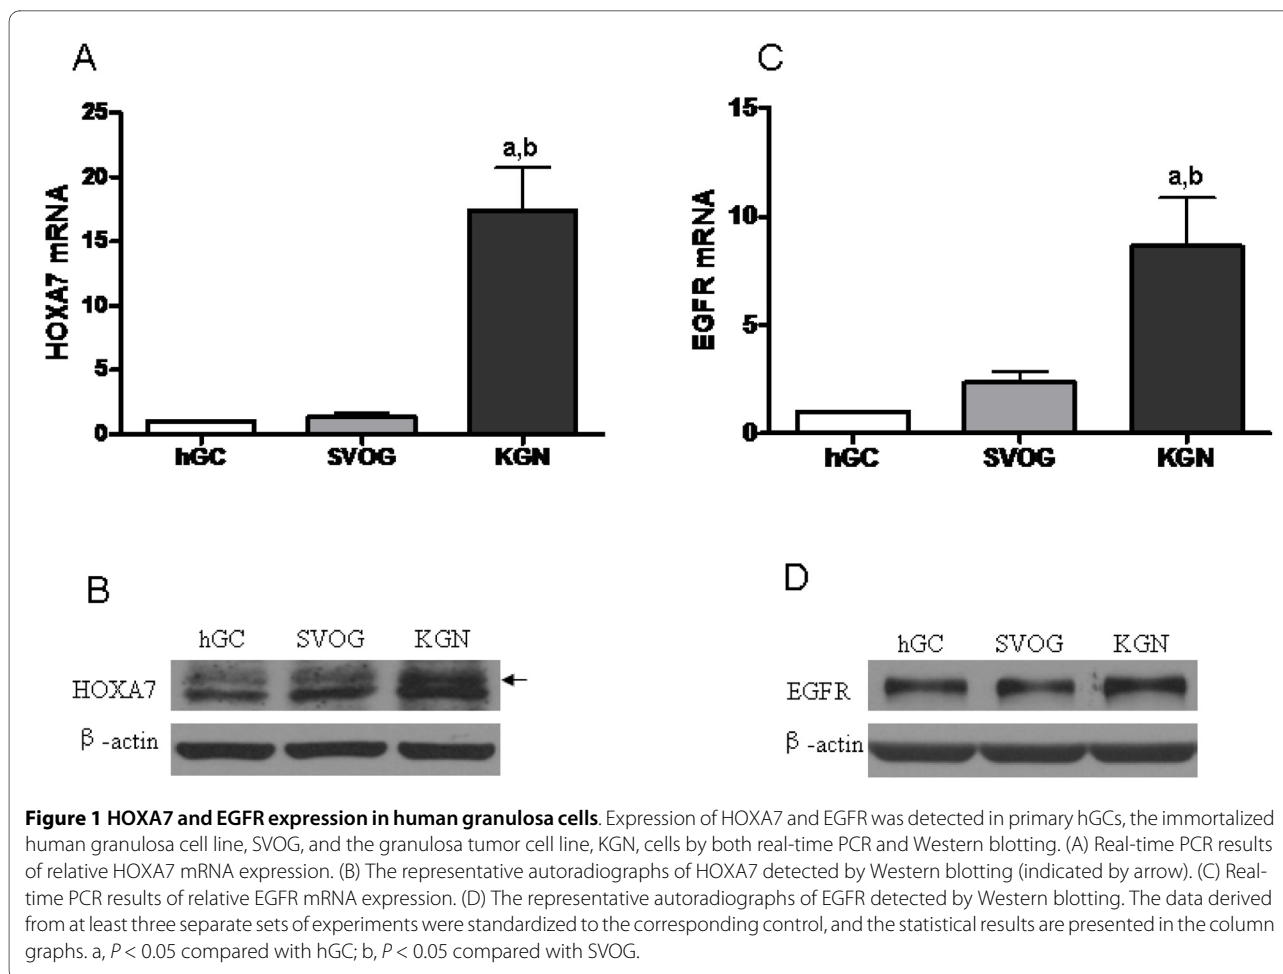 A
HOXA7 mRNA
25
20
15
10
5
0
a,b
hGC SVOG KGN
C
EGFR mRNA
15
10
5
0
a,b
hGC SVOG KGN
B
hGC SVOG KGN
HOXA7
β-actin
D
hGC SVOG KGN
EGFR
β-actin
Figure 1 HOXA7 and EGFR expression in human granulosa cells. Expression of HOXA7 and EGFR was detected in primary hGCs, the immortalized
human granulosa cell line, SVOG, and the granulosa tumor cell line, KGN, cells by both real-time PCR and Western blotting. (A) Real-time PCR results
of relative HOXA7 mRNA expression. (B) The representative autoradiographs of HOXA7 detected by Western blotting (indicated by arrow). (C) Real-
time PCR results of relative EGFR mRNA expression. (D) The representative autoradiographs of EGFR detected by Western blotting. The data derived
from at least three separate sets of experiments were standardized to the corresponding control, and the statistical results are presented in the column
graphs. a, P < 0.05 compared with hGC; b, P < 0.05 compared with SVOG.